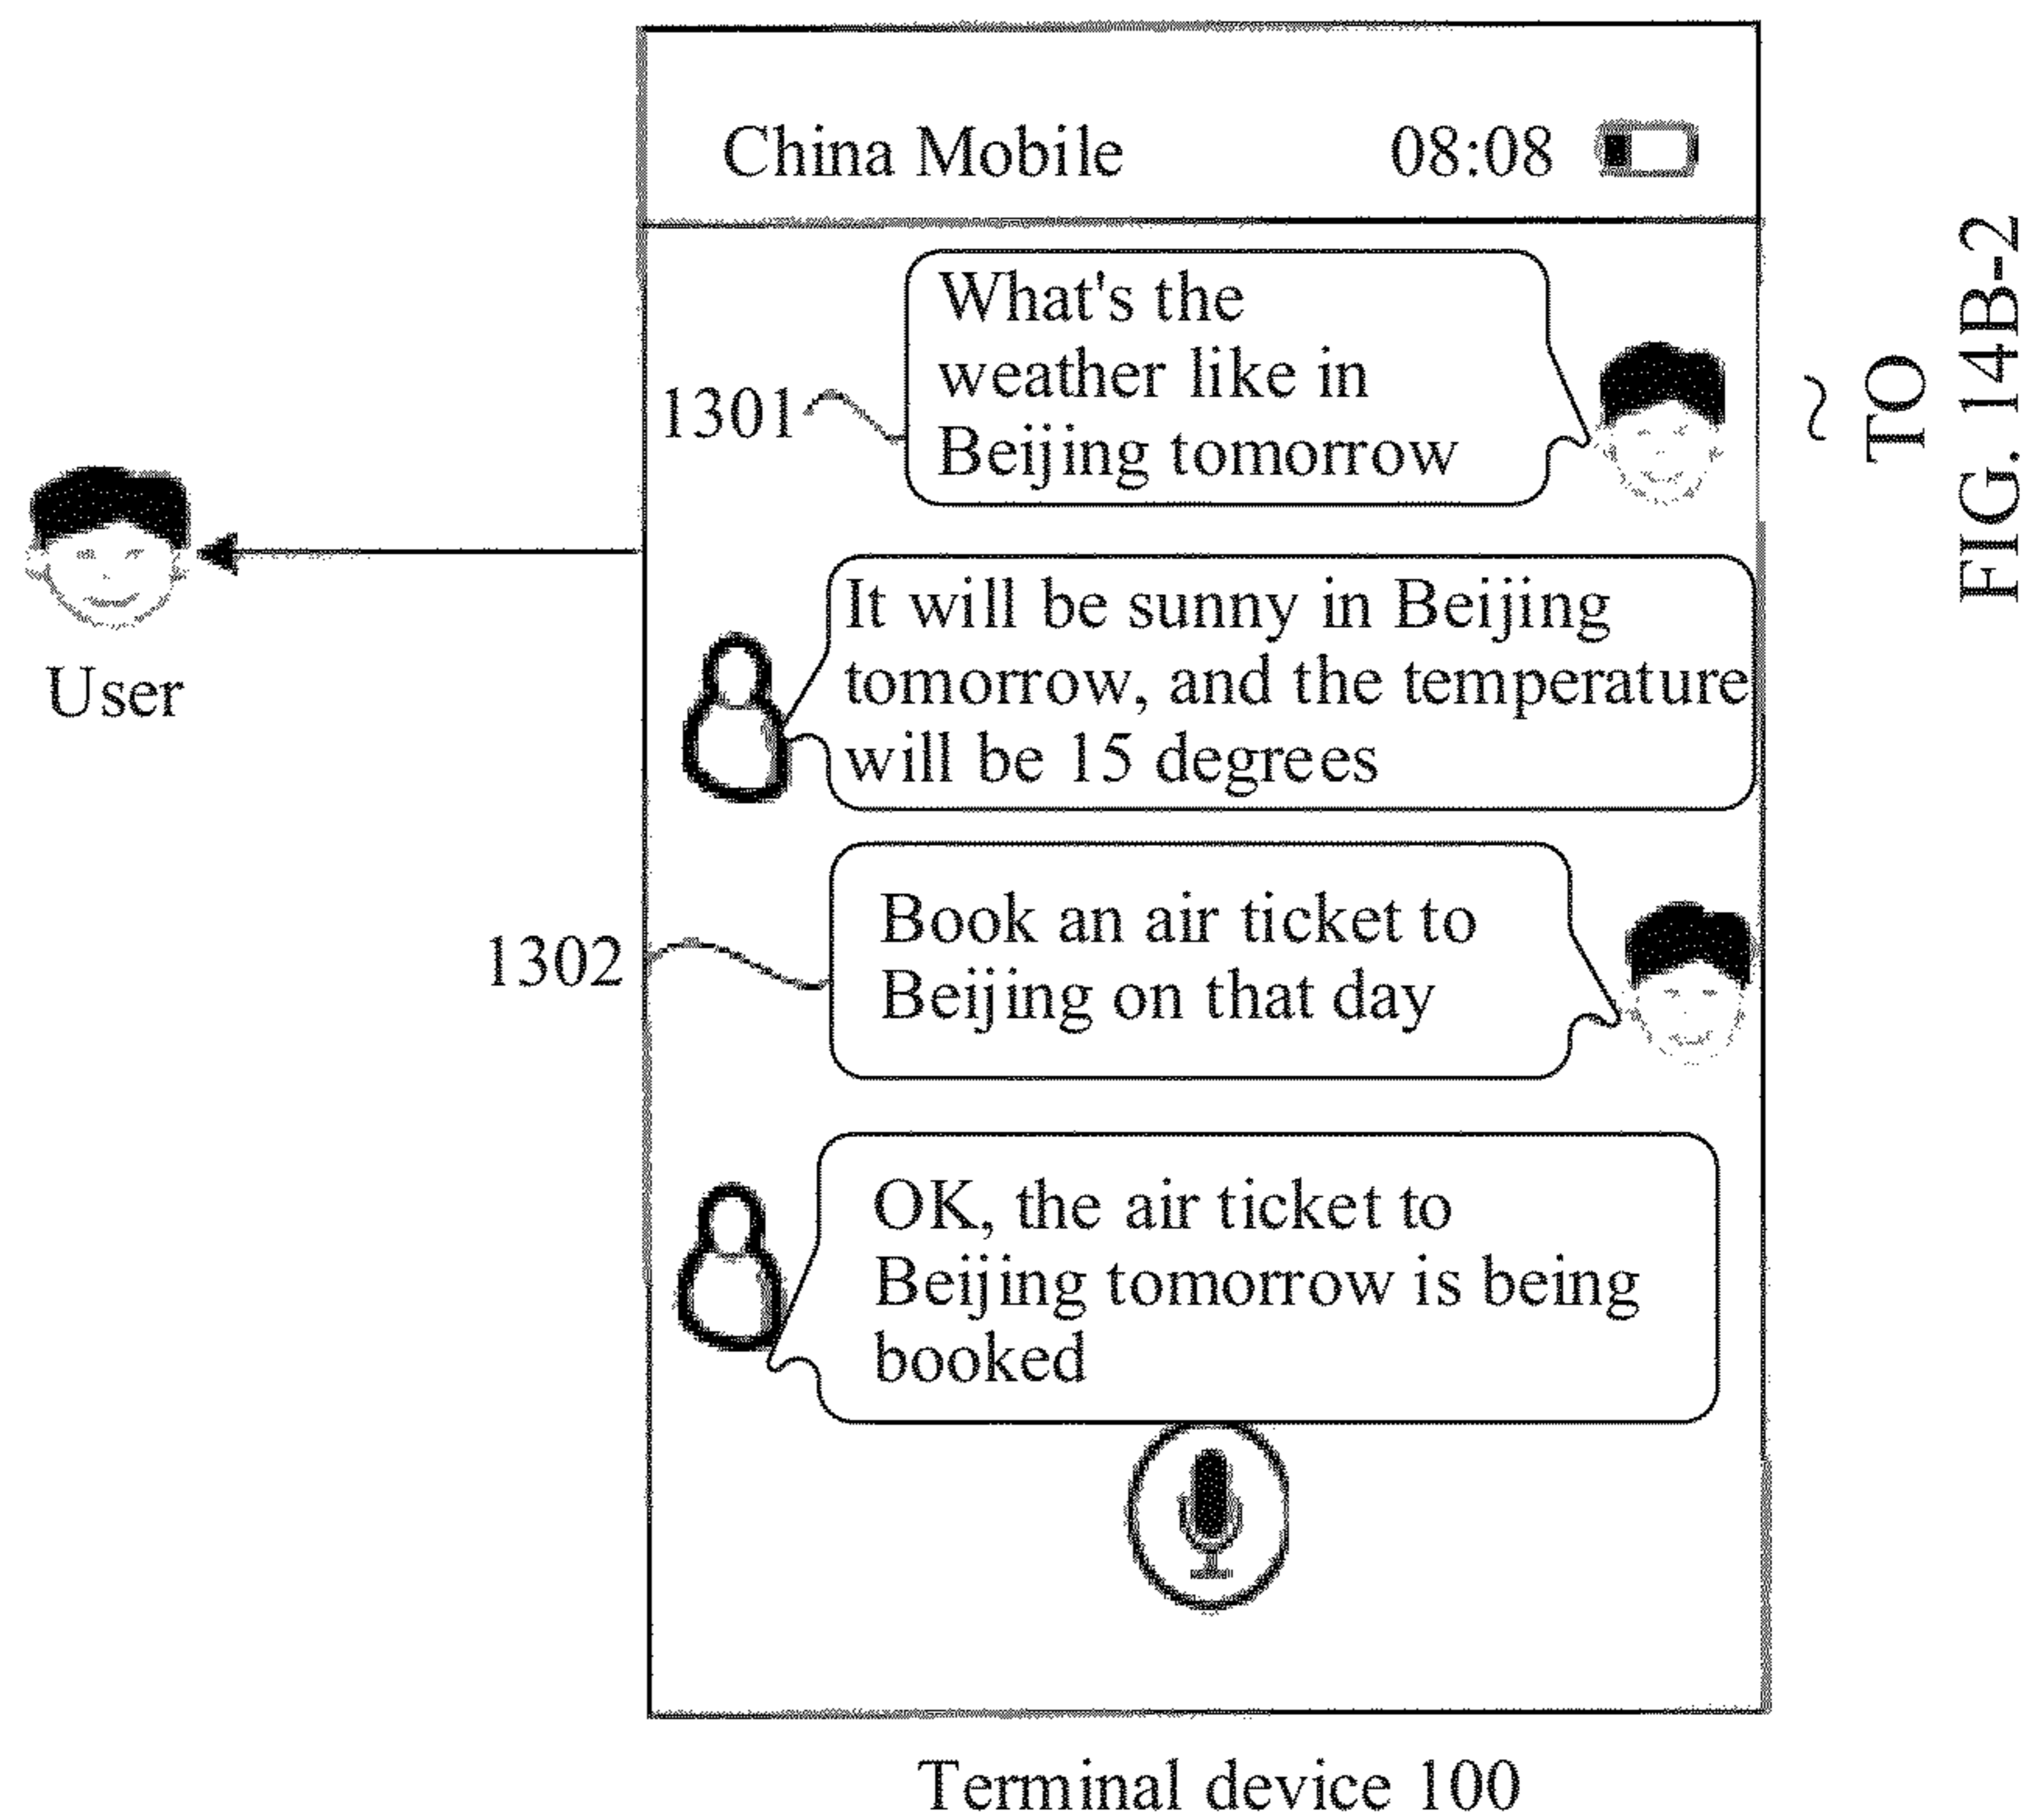 China Mobile 08:08
What's the
weather like in
Beijing tomorrow
1301
It will be sunny in Beijing
tomorrow, and the temperature
will be 15 degrees
User
Book an air ticket to
Beijing on that day
1302
OK, the air ticket to
Beijing tomorrow is being
booked
Terminal device 100
TO
FIG. 14B-2